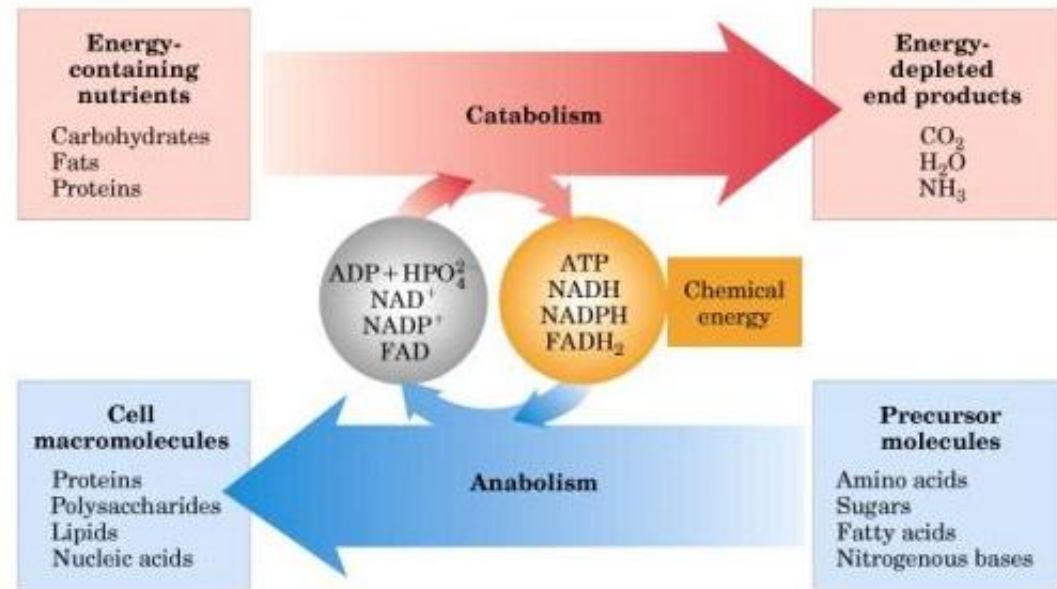 Energy-
containing
nutrients
Carbohydrates
Fats
Proteins
Catabolism
Energy-
depleted
end products
CO₂
H₂O
NH₃
ADP + HPO₄²⁻
NAD⁺
NADP⁺
FAD
ATP
NADH
NADPH
FADH₂
Chemical
energy
Cell
macromolecules
Proteins
Polysaccharides
Lipids
Nucleic acids
Anabolism
Precursor
molecules
Amino acids
Sugars
Fatty acids
Nitrogenous bases